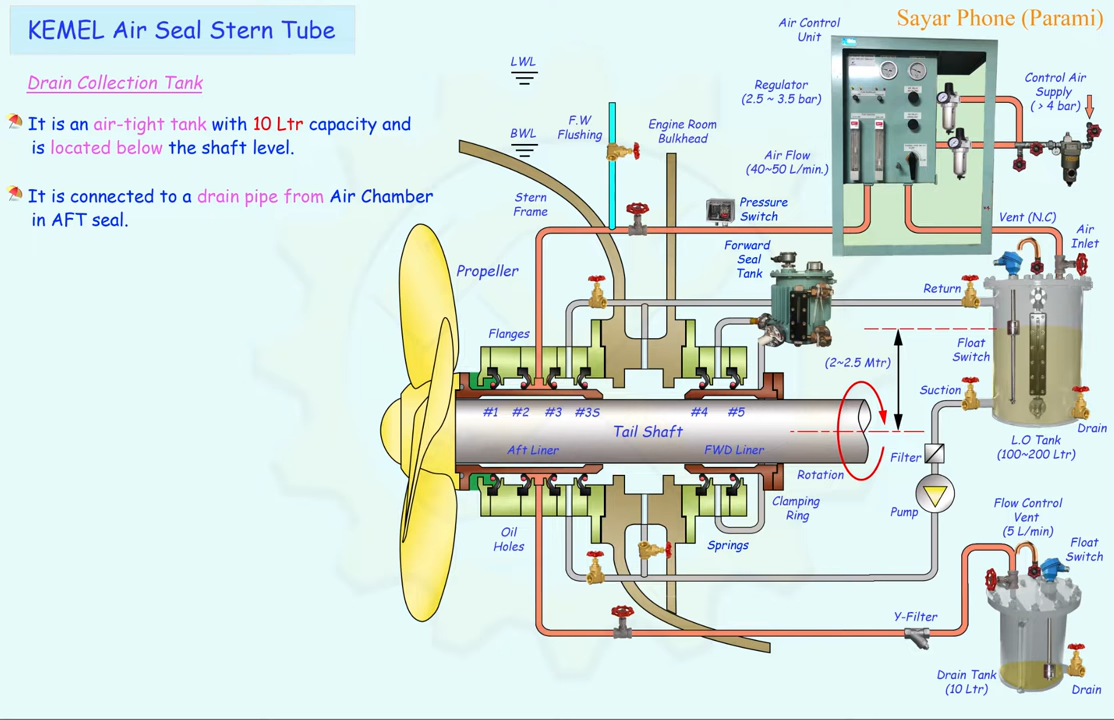 KEMEL Air Seal Stern Tube
Sayar Phone (Parami)
Drain Collection Tank
It is an air-tight tank with 10 Ltr capacity and
is located below the shaft level.
It is connected to a drain pipe from Air Chamber
in AFT seal.
LWL
BWL
F.W
Flushing
Engine Room
Bulkhead
Stern
Frame
Air Control
Unit
Regulator
(2.5 ~ 3.5 bar)
Air Flow
(40~50 L/min.)
Control Air
Supply
( > 4 bar)
Pressure
Switch
Vent (N.C)
Air
Inlet
Forward
Seal
Tank
Propeller
Return
Flanges
Float
Switch
(2~2.5 Mtr)
Suction
#1
#2
#3
#3S
#4
#5
Tail Shaft
Aft Liner
FWD Liner
Drain
L.O Tank
(100~200 Ltr)
Filter
Rotation
Clamping
Ring
Pump
Oil
Holes
Springs
Flow Control
Vent
(5 L/min)
Float
Switch
Y-Filter
Drain Tank
(10 Ltr)
Drain